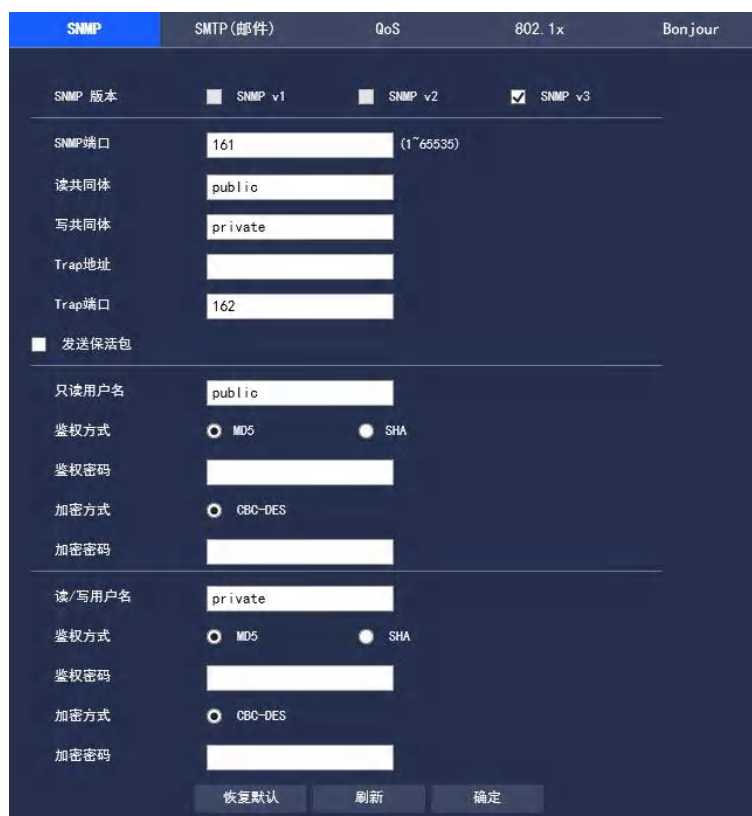 SNMP SMTP(邮件) QoS 802.1x Bonjour
SNMP 版本 SNMP v1 SNMP v2 SNMP v3
SNMP端口 161 (1~65535)
读共同体 public
写共同体 private
Trap地址
Trap端口 162
发送保活包
只读用户名 public
鉴权方式 MD5 SHA
鉴权密码
加密方式 CBC-DES
加密密码
读/写用户名 private
鉴权方式 MD5 SHA
鉴权密码
加密方式 CBC-DES
加密密码
恢复默认 刷新 确定